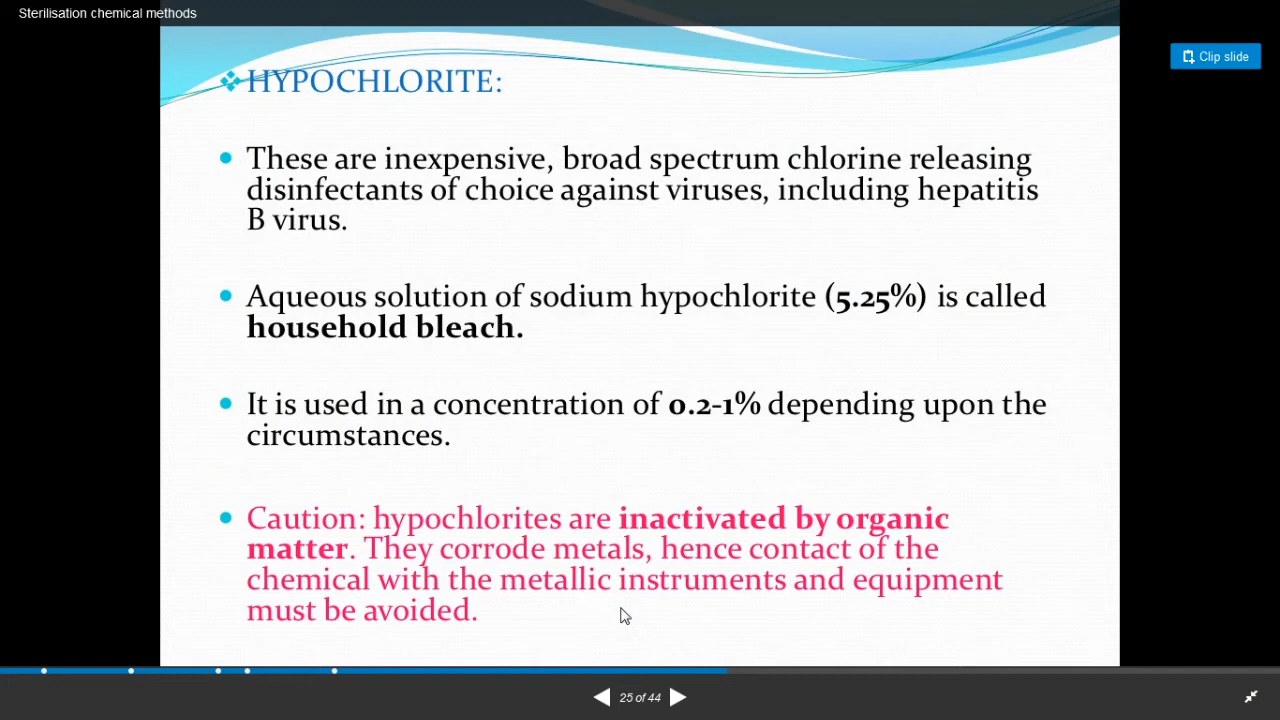 Sterilisation chemical methods
Clip slide
HYPOCHLORITE:
These are inexpensive, broad spectrum chlorine releasing
disinfectants of choice against viruses, including hepatitis
B virus.
Aqueous solution of sodium hypochlorite (5.25%) is called
household bleach.
It is used in a concentration of 0.2-1% depending upon the
circumstances.
Caution: hypochlorites are inactivated by organic
matter. They corrode metals, hence contact of the
chemical with the metallic instruments and equipment
must be avoided.
25 of 44